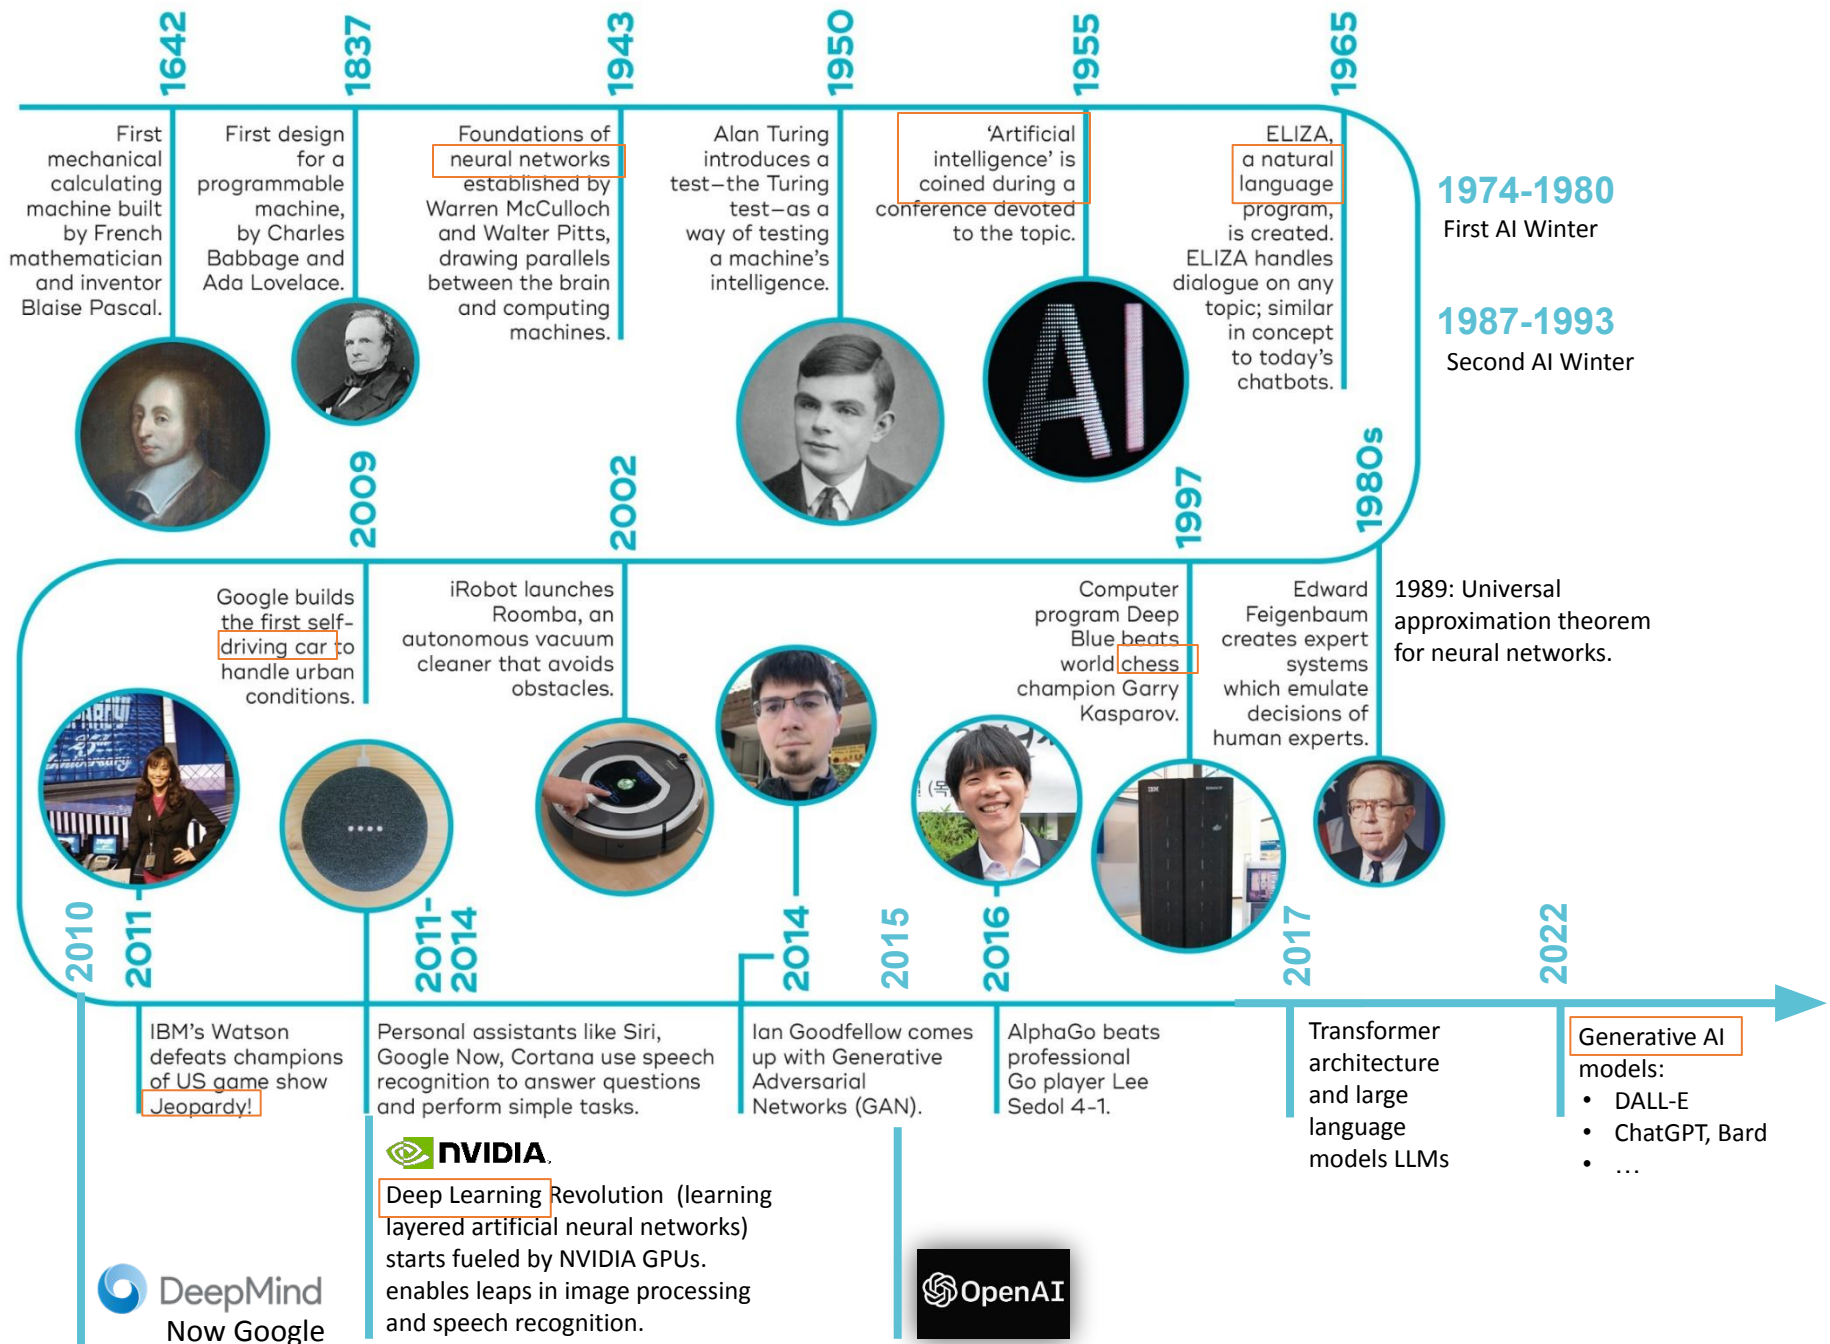 1642
1837
1943
1950
1955
1965
First
mechanical
calculating
machine built
by French
mathematician
and inventor
Blaise Pascal.
First design
for a
programmable
machine,
by Charles
Babbage and
Ada Lovelace.
Foundations of
neural networks
established by
Warren McCulloch
and Walter Pitts,
drawing parallels
between the brain
and computing
machines.
Alan Turing
introduces a
test—the Turing
test—as a
way of testing
a machine's
intelligence.
'Artificial
intelligence' is
coined during a
conference devoted
to the topic.
AI
ELIZA,
a natural
language
program,
is created.
ELIZA handles
dialogue on any
topic; similar
in concept
to today's
chatbots.
1974-1980
First AI Winter
1987-1993
Second AI Winter
2009
2002
1997
1980s
Google builds
the first self-
driving car to
handle urban
conditions.
iRobot launches
Roomba, an
autonomous vacuum
cleaner that avoids
obstacles.
Computer
program Deep
Blue beats
world chess
champion Garry
Kasparov.
Edward
Feigenbaum
creates expert
systems
which emulate
decisions of
human experts.
1989: Universal
approximation theorem
for neural networks.
IBM
2010
2011
2011-
2014
2014
2015
2016
2017
2022
IBM's Watson
defeats champions
of US game show
Jeopardy!
Personal assistants like Siri,
Google Now, Cortana use speech
recognition to answer questions
and perform simple tasks.
Ian Goodfellow comes
up with Generative
Adversarial
Networks (GAN).
AlphaGo beats
professional
Go player Lee
Sedol 4-1.
Transformer
architecture
and large
language
models LLMs
Generative AI
models:
• DALL-E
• ChatGPT, Bard
• …
DeepMind
Now Google
NVIDIA.
Deep Learning Revolution (learning
layered artificial neural networks)
starts fueled by NVIDIA GPUs.
enables leaps in image processing
and speech recognition.
OpenAI